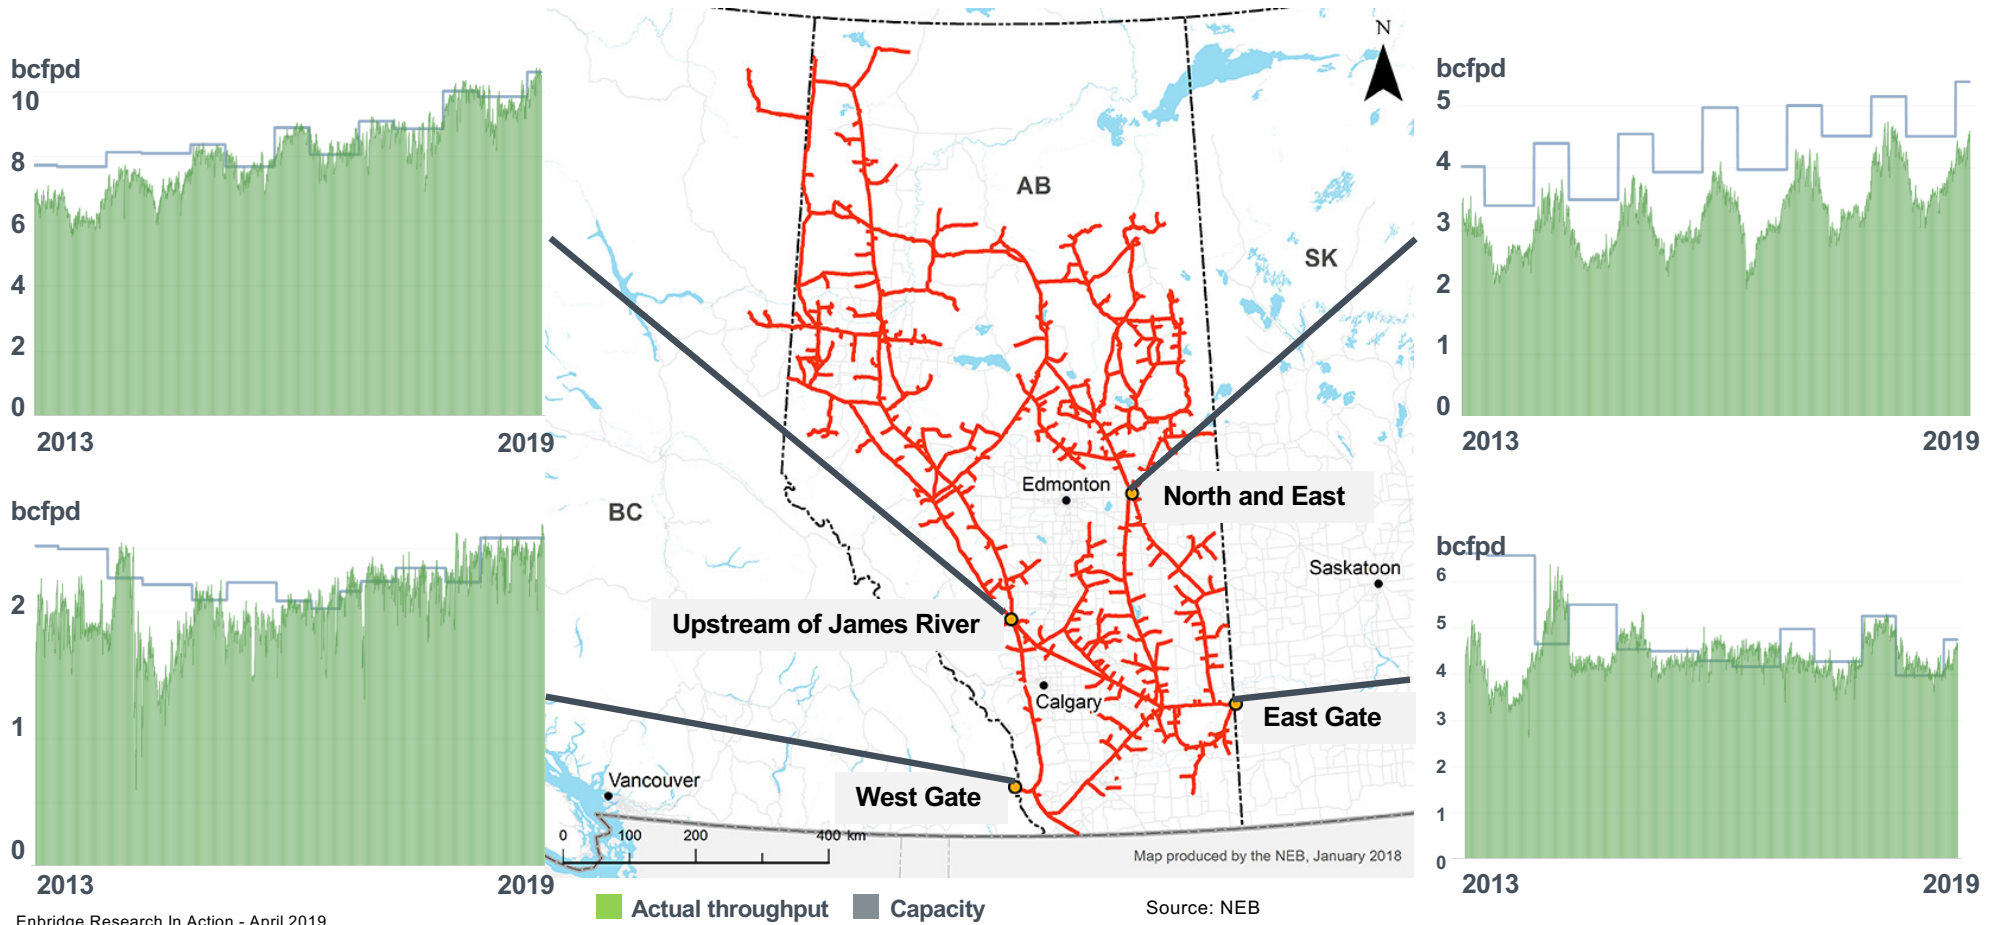 bcfpd
10
8
6
4
2
0
2013
2019
bcfpd
2
1
0
2013
2019
Enbridge Research In Action - April 2019
N
AB
SK
BC
Edmonton
North and East
Saskatoon
Upstream of James River
Calgary
East Gate
West Gate
Vancouver
0
100
200
400 km
Map produced by the NEB, January 2018
Actual throughput
Capacity
Source: NEB
bcfpd
5
4
3
2
1
0
2013
2019
bcfpd
6
5
4
3
2
1
0
2013
2019